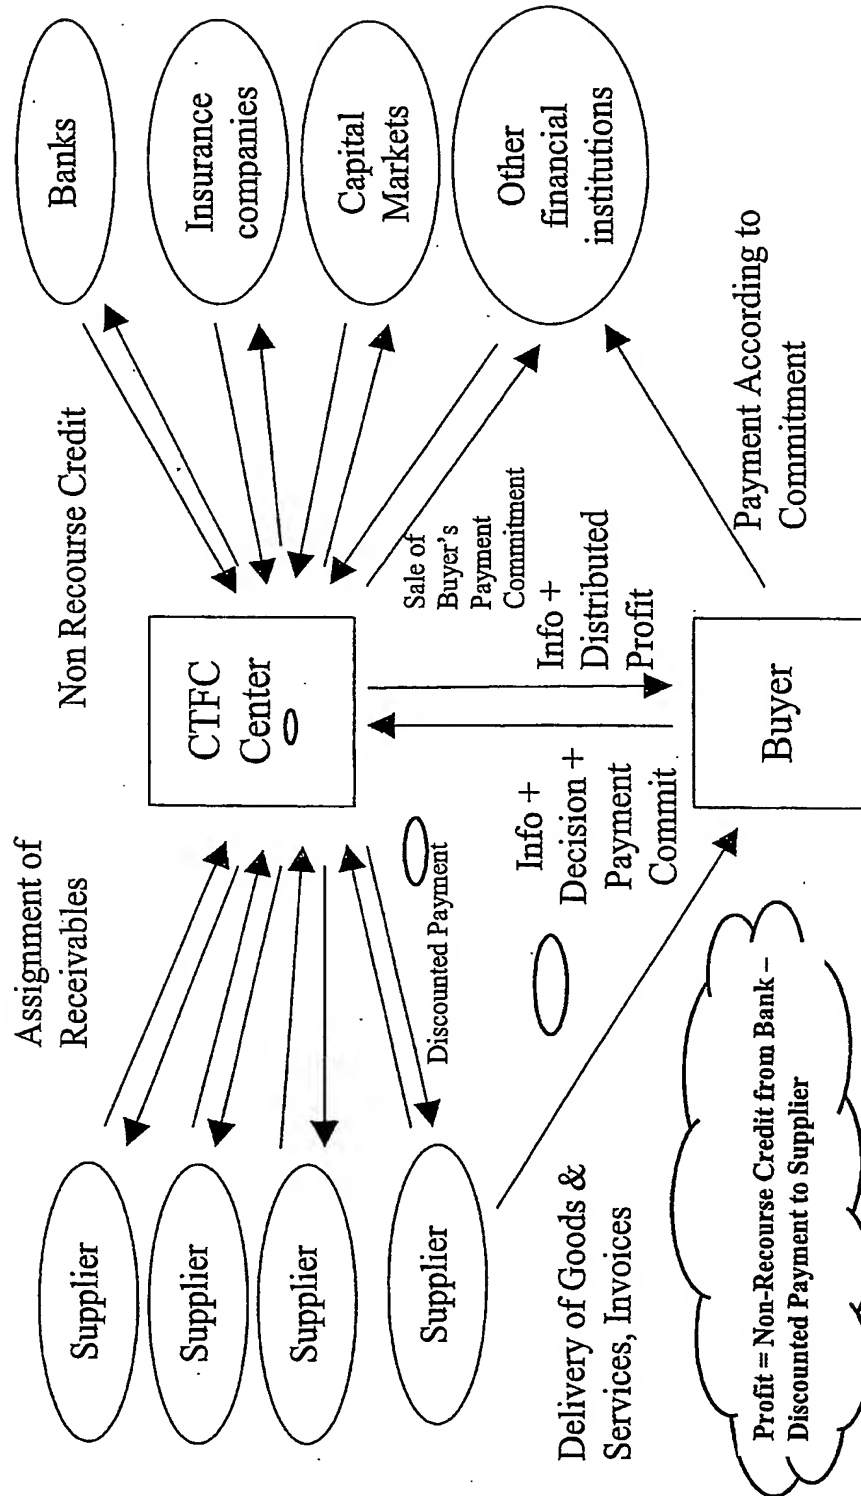 Assignment of
Receivables
Non Recourse Credit
Supplier
Supplier
Supplier
Supplier
CTFC
Center
Banks
Insurance
companies
Capital
Markets
Other
financial
institutions
Discounted Payment
Sale of
Buyer's
Payment
Commitment
Info +
Decision +
Payment
Commit
Info +
Distributed
Profit
Delivery of Goods &
Services, Invoices
Payment According to
Commitment
Buyer
Profit = Non-Recourse Credit from Bank –
Discounted Payment to Supplier